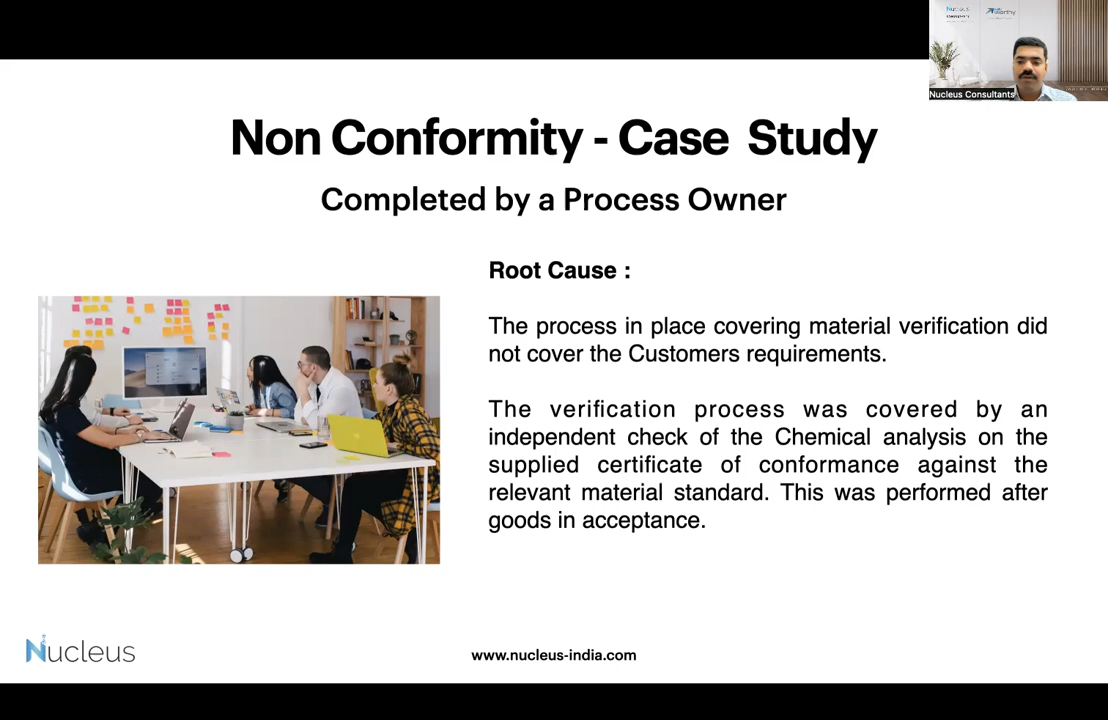 Nucleus
worthy
Nucleus Consultants
Non Conformity - Case Study
Completed by a Process Owner
Root Cause :
The process in place covering material verification did
not cover the Customers requirements.
The verification process was covered by an
independent check of the Chemical analysis on the
supplied certificate of conformance against the
relevant material standard. This was performed after
goods in acceptance.
Nucleus
www.nucleus-india.com